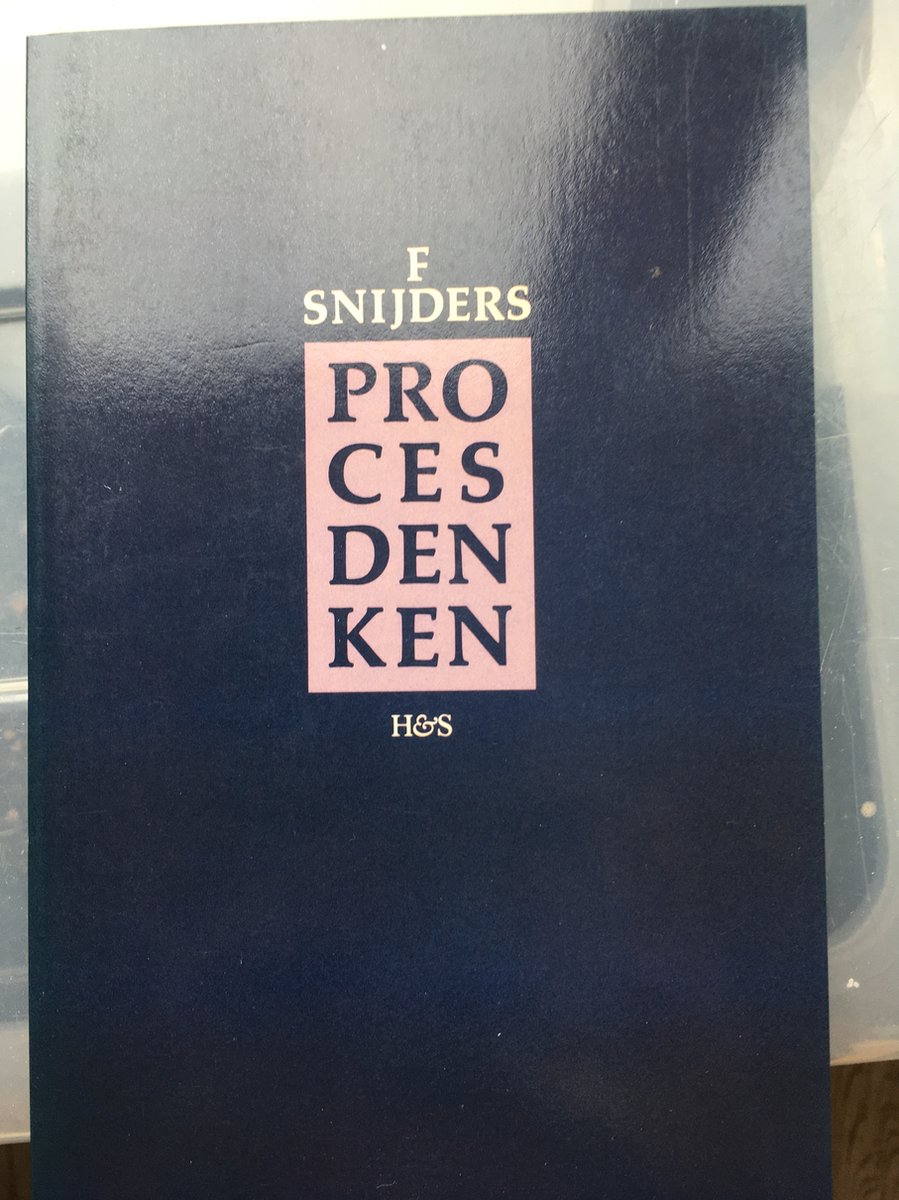 F
SNIJDERS
PRO
CES
DEN
KEN
H&S